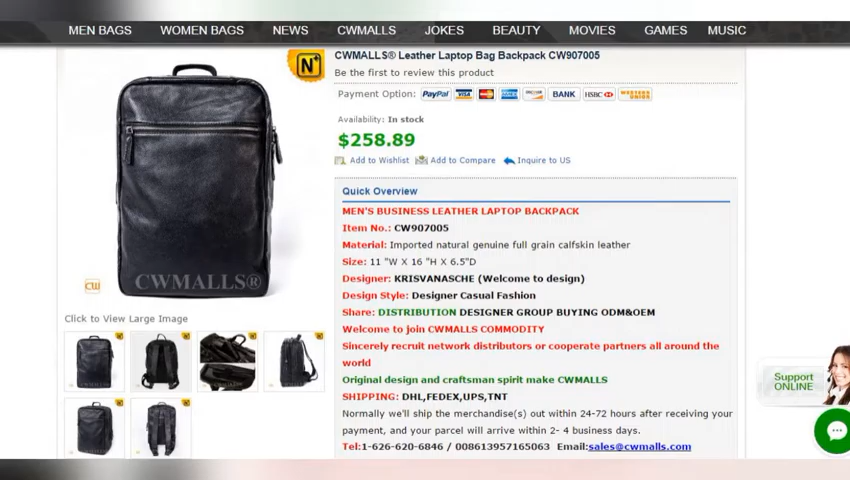 MEN BAGS WOMEN BAGS NEWS CWMALLS JOKES BEAUTY MOVIES GAMES MUSIC
N
CWMALLS® Leather Laptop Bag Backpack CW907005
Be the first to review this product
Payment Option: PayPal VISA BANK HSBC WESTERN UNION
Availability: In stock
$258.89
Add to Wishlist Add to Compare Inquire to US
Quick Overview
MEN'S BUSINESS LEATHER LAPTOP BACKPACK
Item No.: CW907005
Material: Imported natural genuine full grain calfskin leather
Size: 11 "W X 16 "H X 6.5"D
Designer: KRISVANASCHE (Welcome to design)
Design Style: Designer Casual Fashion
Share: DISTRIBUTION DESIGNER GROUP BUYING ODM&OEM
Welcome to join CWMALLS COMMODITY
Sincerely recruit network distributors or cooperate partners all around the
world
Original design and craftsman spirit make CWMALLS
SHIPPING: DHL,FEDEX,UPS,TNT
Normally we'll ship the merchandise(s) out within 24-72 hours after receiving your
payment, and your parcel will arrive within 2- 4 business days.
Tel:1-626-620-6846 / 008613957165063 Email:sales@cwmalls.com
CW CWMALLS®
Click to View Large Image
Support
ONLINE